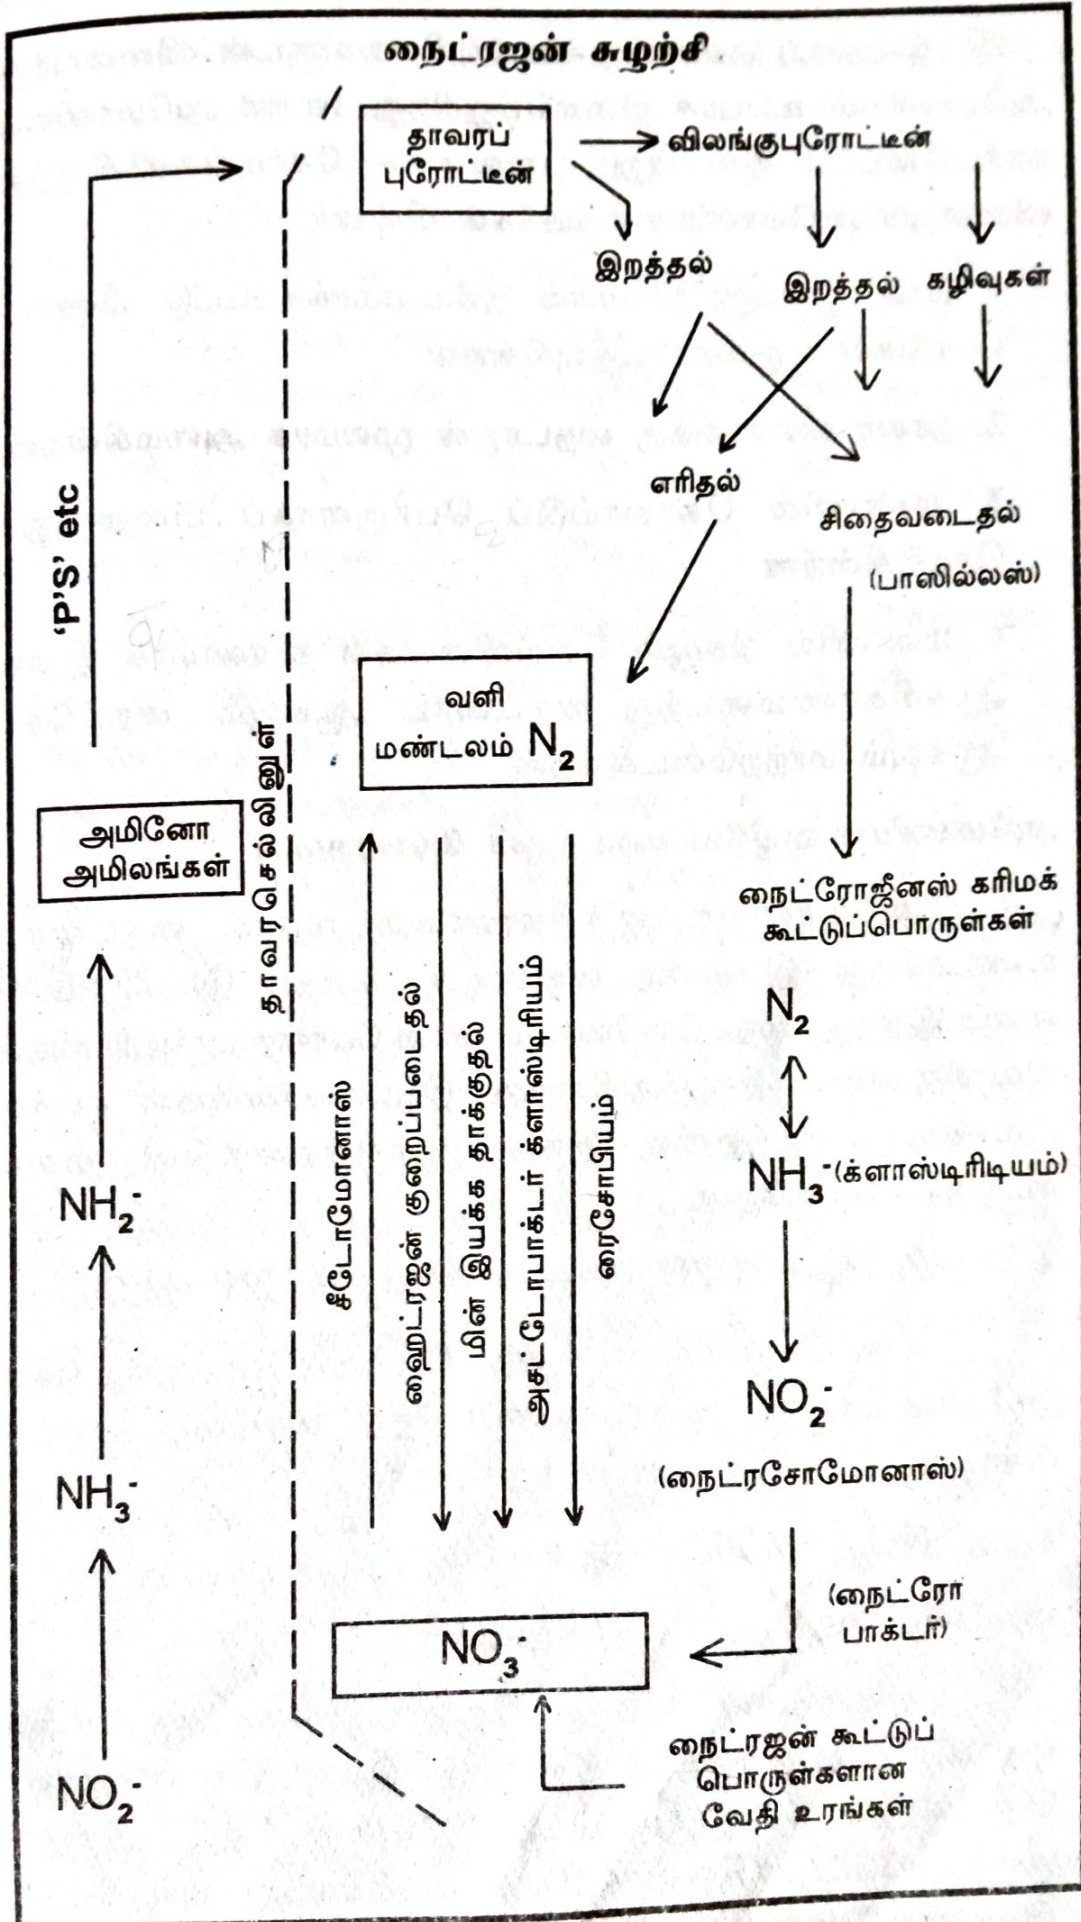 நைட்ரஜன் சுழற்சி
தாவரப்
புரோட்டீன்
விலங்குபுரோட்டீன்
இறத்தல்
இறத்தல்
கழிவுகள்
எரிதல்
சிதைவடைதல்
(பாஸில்லஸ்)
'P'S' etc
வளி
மண்டலம் N₂
தாவரசெல்லினுள்
அமினோ
அமிலங்கள்
நைட்ரோஜீனஸ் கரிமக்
கூட்டுப்பொருள்கள்
N₂
NH₃⁻ (க்ளாஸ்டிரிடியம்)
NH₂⁻
சீடோமோனாஸ்
ஹைட்ரஜன் குறைப்படைதல்
மின் இயக்க தாக்குதல்
அசட்டோபாக்டர் க்ளாஸ்டிரியம்
ரைசோபியம்
NO₂⁻
(நைட்ரசோமோனாஸ்)
NH₃⁻
(நைட்ரோ
பாக்டர்)
NO₃⁻
நைட்ரஜன் கூட்டுப்
பொருள்களான
வேதி உரங்கள்
NO₂⁻